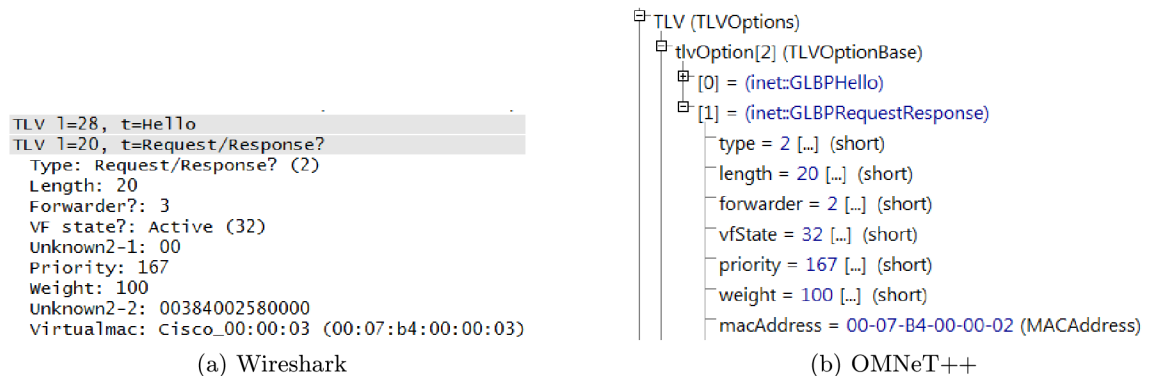 TLV l=28, t=Hello
TLV l=20, t=Request/Response?
Type: Request/Response? (2)
Length: 20
Forwarder?: 3
VF state?: Active (32)
Unknown2-1: 00
Priority: 167
Weight: 100
Unknown2-2: 00384002580000
Virtualmac: Cisco_00:00:03 (00:07:b4:00:00:03)
(a) Wireshark
TLV (TLVOptions)
tlvOption[2] (TLVOptionBase)
[0] = (inet::GLBPHello)
[1] = (inet::GLBPRequestResponse)
type = 2 [...] (short)
length = 20 [...] (short)
forwarder = 2 [...] (short)
vfState = 32 [...] (short)
priority = 167 [...] (short)
weight = 100 [...] (short)
macAddress = 00-07-B4-00-00-02 (MACAddress)
(b) OMNeT++